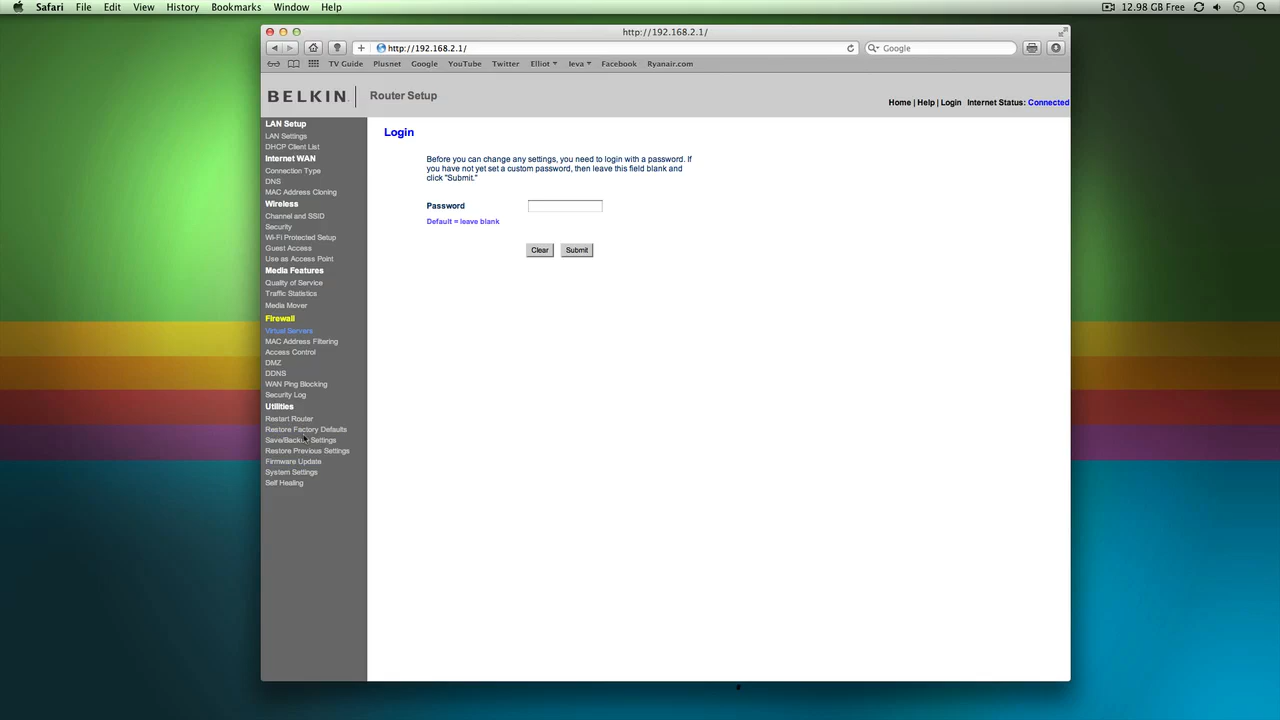 Safari File Edit View History Bookmarks Window Help 12.98 GB Free
http://192.168.2.1/
http://192.168.2.1/ Google
TV Guide Plusnet Google YouTube Twitter Elliot Ieva Facebook Ryanair.com
BELKIN Router Setup
Home | Help | Login Internet Status: Connected
LAN Setup
LAN Settings
DHCP Client List
Internet WAN
Connection Type
DNS
MAC Address Cloning
Wireless
Channel and SSID
Security
Wi-Fi Protected Setup
Guest Access
Use as Access Point
Media Features
Quality of Service
Traffic Statistics
Media Mover
Firewall
Virtual Servers
MAC Address Filtering
Access Control
DMZ
DDNS
WAN Ping Blocking
Security Log
Utilities
Restart Router
Restore Factory Defaults
Save/Backup Settings
Restore Previous Settings
Firmware Update
System Settings
Self Healing
Login
Before you can change any settings, you need to login with a password. If
you have not yet set a custom password, then leave this field blank and
click "Submit."
Password
Default = leave blank
Clear Submit